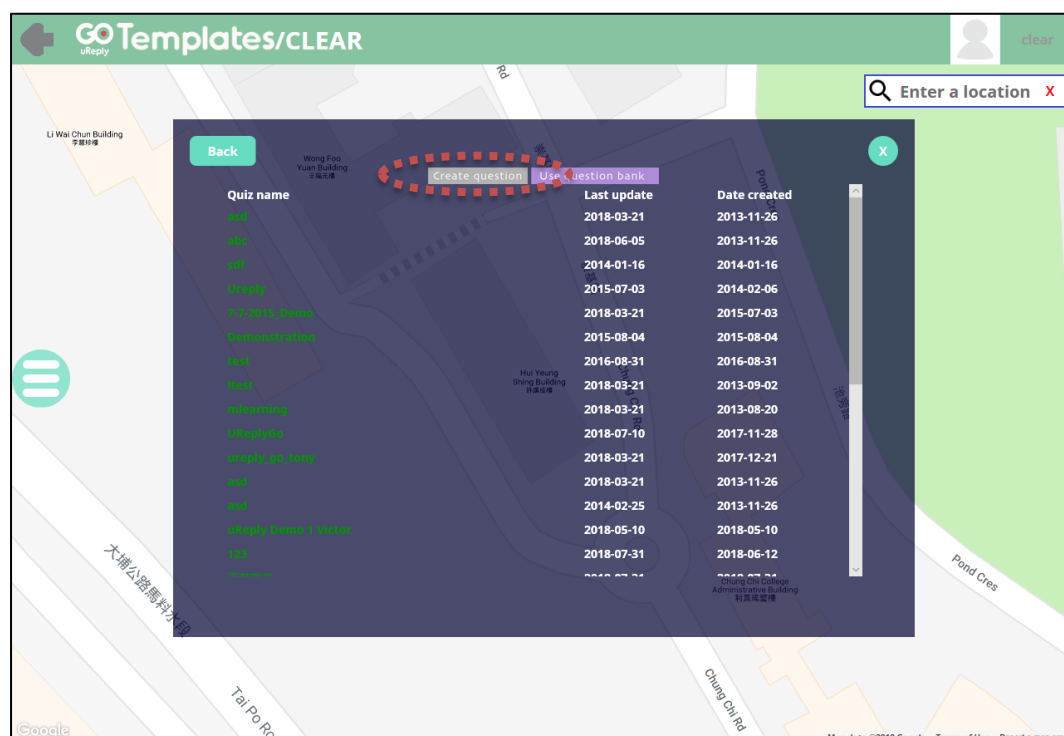 GO Templates/CLEAR
uReply
clear
Enter a location X
Rd
Li Wai Chun Building
李慧珍樓
Back
X
Wong Foo
Yuan Building
王福元樓
Create question
Use question bank
Quiz name Last update Date created
asd 2018-03-21 2013-11-26
abc 2018-06-05 2013-11-26
sdf 2014-01-16 2014-01-16
Ureply 2015-07-03 2014-02-06
7-7-2015_Demo 2018-03-21 2015-07-03
Demonstration 2015-08-04 2015-08-04
test 2016-08-31 2016-08-31
2018-03-21 2013-09-02
mlearning 2018-03-21 2013-08-20
UReplyGo 2018-07-10 2017-11-28
ureply_go_tony 2018-03-21 2017-12-21
asd 2018-03-21 2013-11-26
asd 2014-02-25 2013-11-26
uReply Demo 1 Victor 2018-05-10 2018-05-10
123 2018-07-31 2018-06-12
Hui Yeung
Shing Building
許讓成樓
Chung Chi Rd
池旁路
Pond Cres
Chung Chi College
Administrative Building
大埔公路馬料水段
Pond Cres
Chung Chi Rd
Tai Po Ro
Google